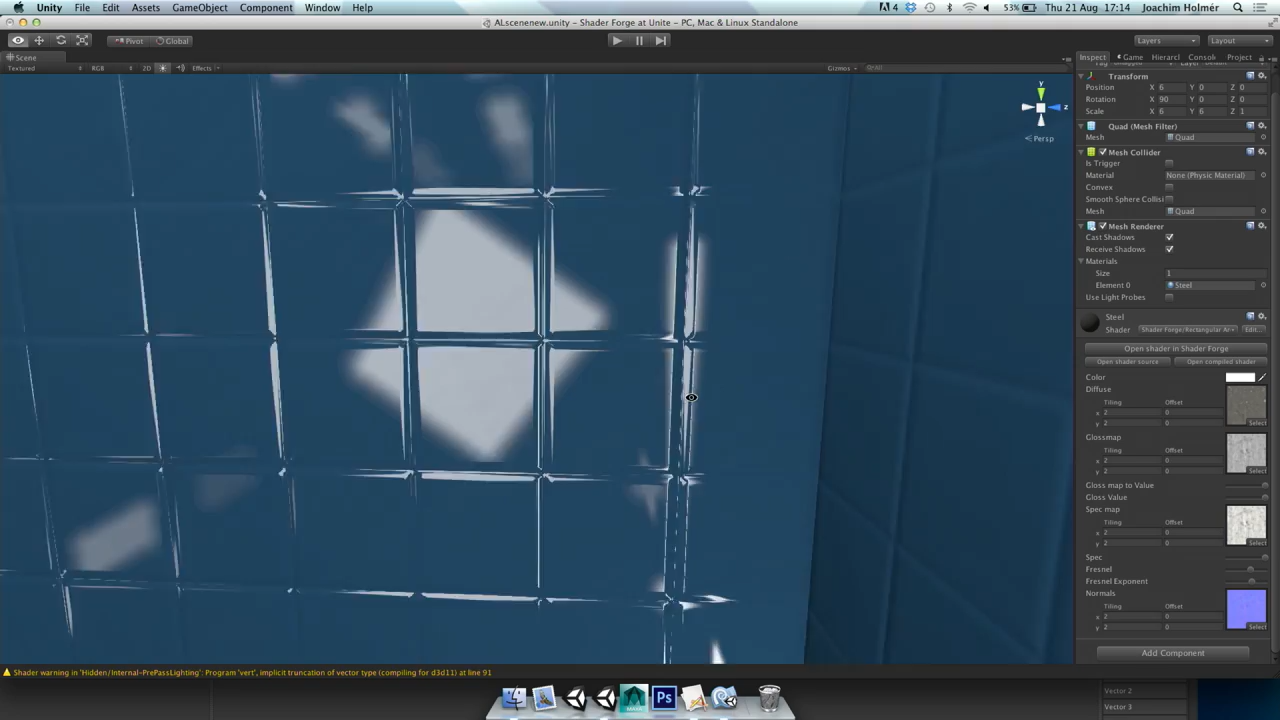 Unity File Edit Assets GameObject Component Window Help
4 53% Thu 21 Aug 17:14 Joachim Holmér
ALscenenew.unity – Shader Forge at Unite – PC, Mac & Linux Standalone
Pivot Global Layers Layout
Scene Inspect Game Hierarcl Consol Project
Textured RGB 2D Effects Gizmos
y
z
Persp
Transform
Position X 6 Y 0 Z 0
Rotation X 90 Y 0 Z 0
Scale X 6 Y 6 Z 1
Quad (Mesh Filter)
Mesh Quad
Mesh Collider
Is Trigger
Material None (Physic Material)
Convex
Smooth Sphere Collisi
Mesh Quad
Mesh Renderer
Cast Shadows
Receive Shadows
Materials
Size 1
Element 0 Steel
Use Light Probes
Steel
Shader Shader Forge/Rectangular Ar Edit...
Open shader in Shader Forge
Open shader source Open compiled shader
Color
Diffuse
Tiling Offset
x 2 0
y 2 0
Select
Glossmap
Tiling Offset
x 2 0
y 2 0
Select
Gloss map to Value
Gloss Value
Spec map
Tiling Offset
x 2 0
y 2 0
Select
Spec
Fresnel
Fresnel Exponent
Normals
Tiling Offset
x 2 0
y 2 0
Select
Add Component
Shader warning in 'Hidden/Internal-PrePassLighting': Program 'vert', implicit truncation of vector type (compiling for d3d11) at line 91
Vector 2
Vector 3
Ps